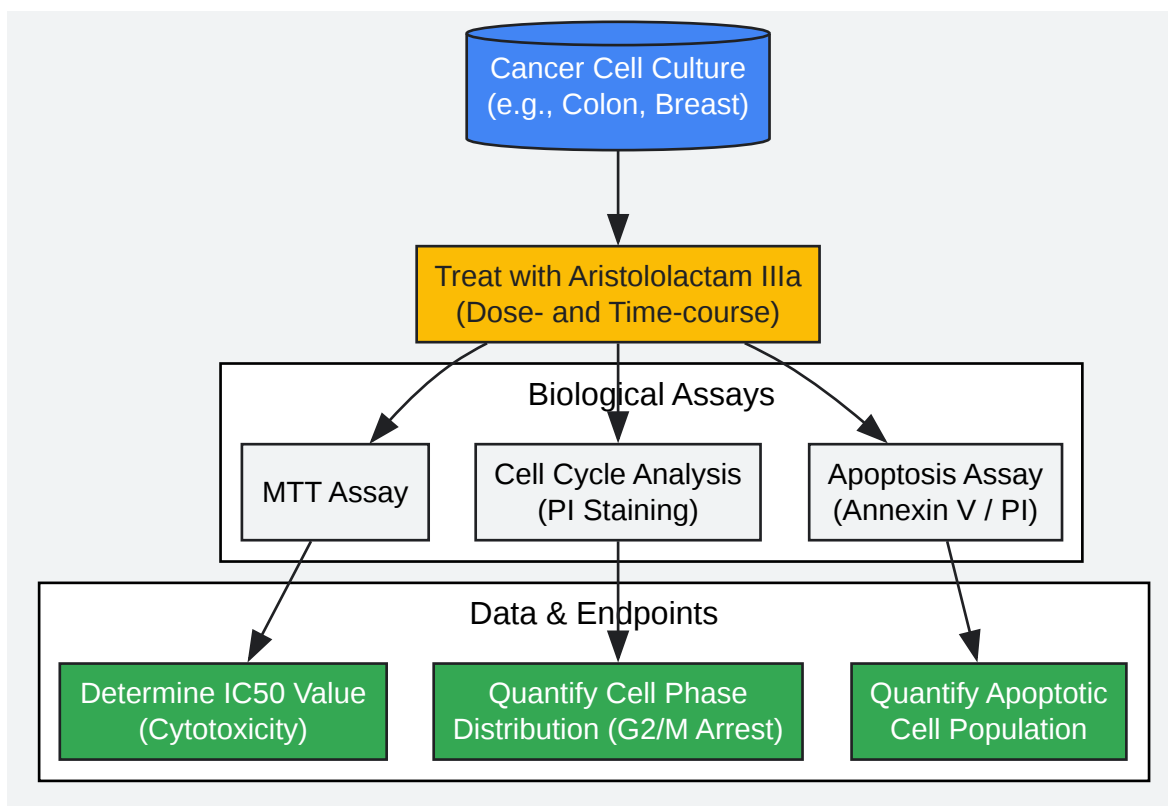 Cancer Cell Culture
(e.g., Colon, Breast)
Treat with Aristololactam IIIa
(Dose- and Time-course)
Biological Assays
MTT Assay
Cell Cycle Analysis
(PI Staining)
Apoptosis Assay
(Annexin V / PI)
Data & Endpoints
Determine IC50 Value
(Cytotoxicity)
Quantify Cell Phase
Distribution (G2/M Arrest)
Quantify Apoptotic
Cell Population